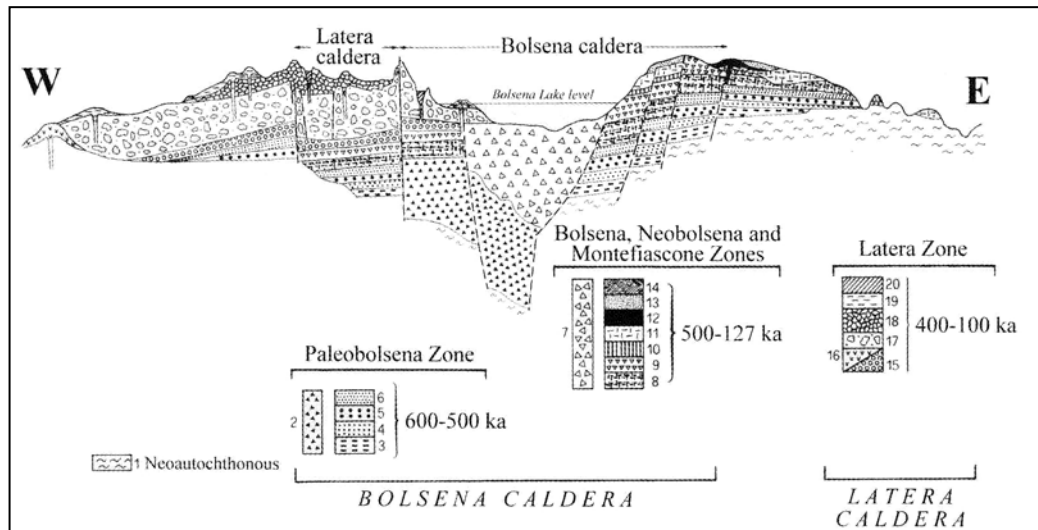 Latera
caldera
Bolsena caldera
W
E
Bolsena Lake level
Bolsena, Neobolsena and
Montefiascone Zones
7
14
13
12
11
10
9
8
500-127 ka
Latera Zone
20
19
18
17
16
15
400-100 ka
Paleobolsena Zone
2
6
5
4
3
600-500 ka
1 Neoautochthonous
BOLSENA CALDERA
LATERA
CALDERA